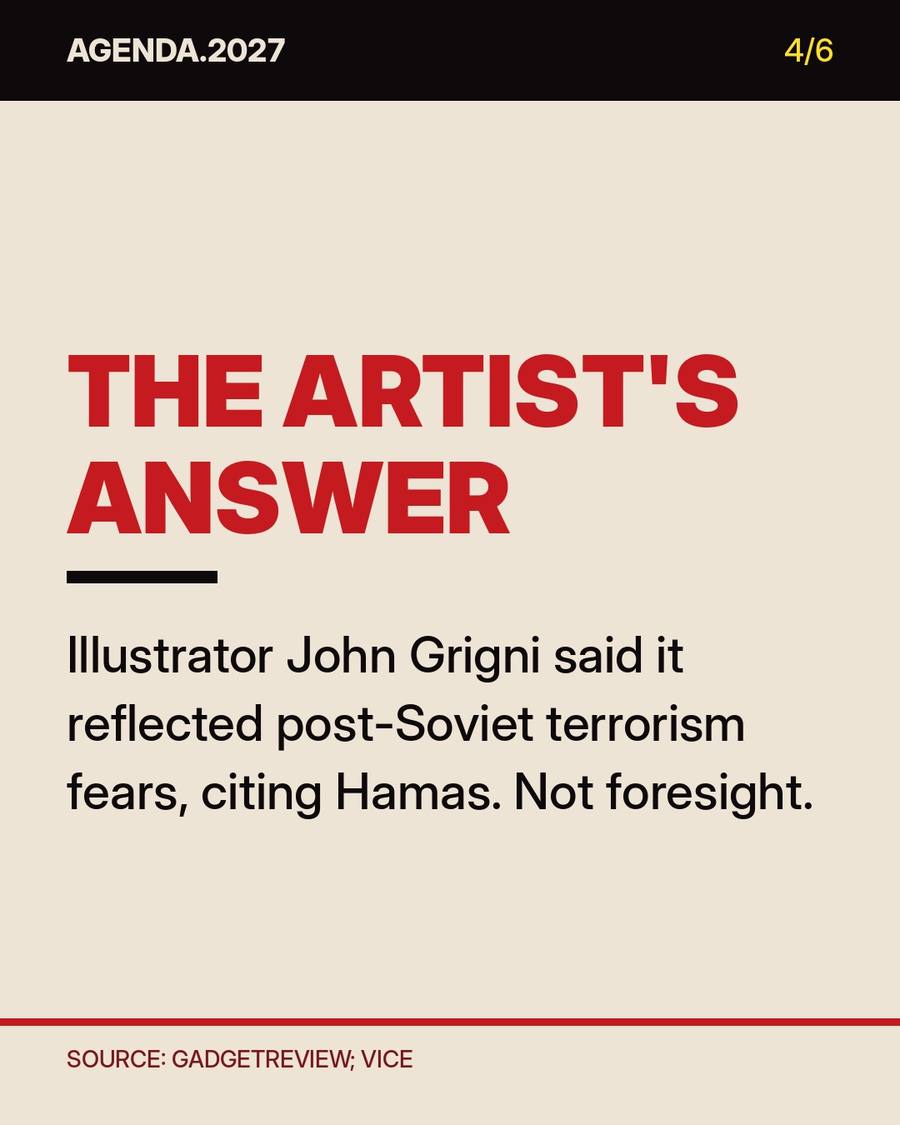 AGENDA.2027
4/6
THE ARTIST'S
ANSWER
Illustrator John Grigni said it
reflected post-Soviet terrorism
fears, citing Hamas. Not foresight.
SOURCE: GADGETREVIEW; VICE